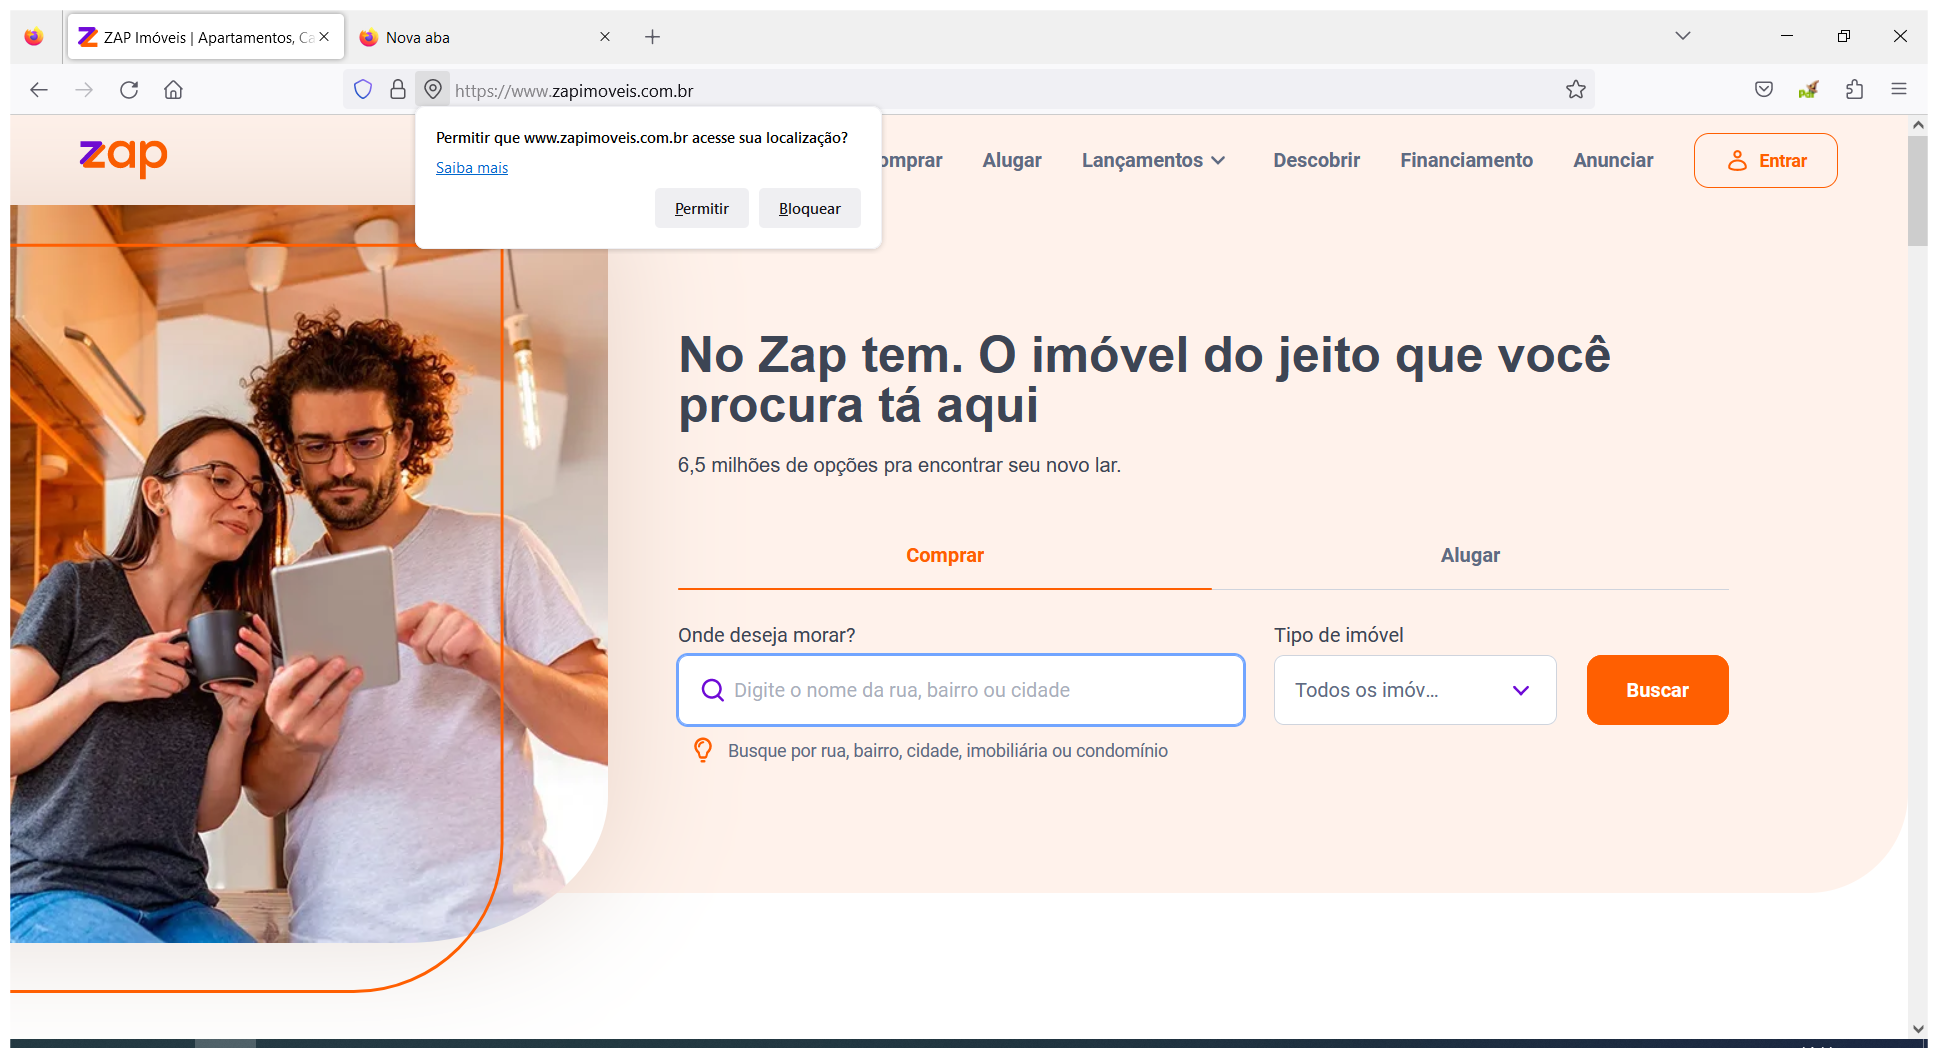 ZAP Imóveis | Apartamentos, Ca
Nova aba
https://www.zapimoveis.com.br
Permitir que www.zapimoveis.com.br acesse sua localização?
Saiba mais
Permitir
Bloquear
zap
omprar
Alugar
Lançamentos
Descobrir
Financiamento
Anunciar
Entrar
No Zap tem. O imóvel do jeito que você
procura tá aqui
6,5 milhões de opções pra encontrar seu novo lar.
Comprar
Alugar
Onde deseja morar?
Tipo de imóvel
Digite o nome da rua, bairro ou cidade
Todos os imóv...
Buscar
Busque por rua, bairro, cidade, imobiliária ou condomínio